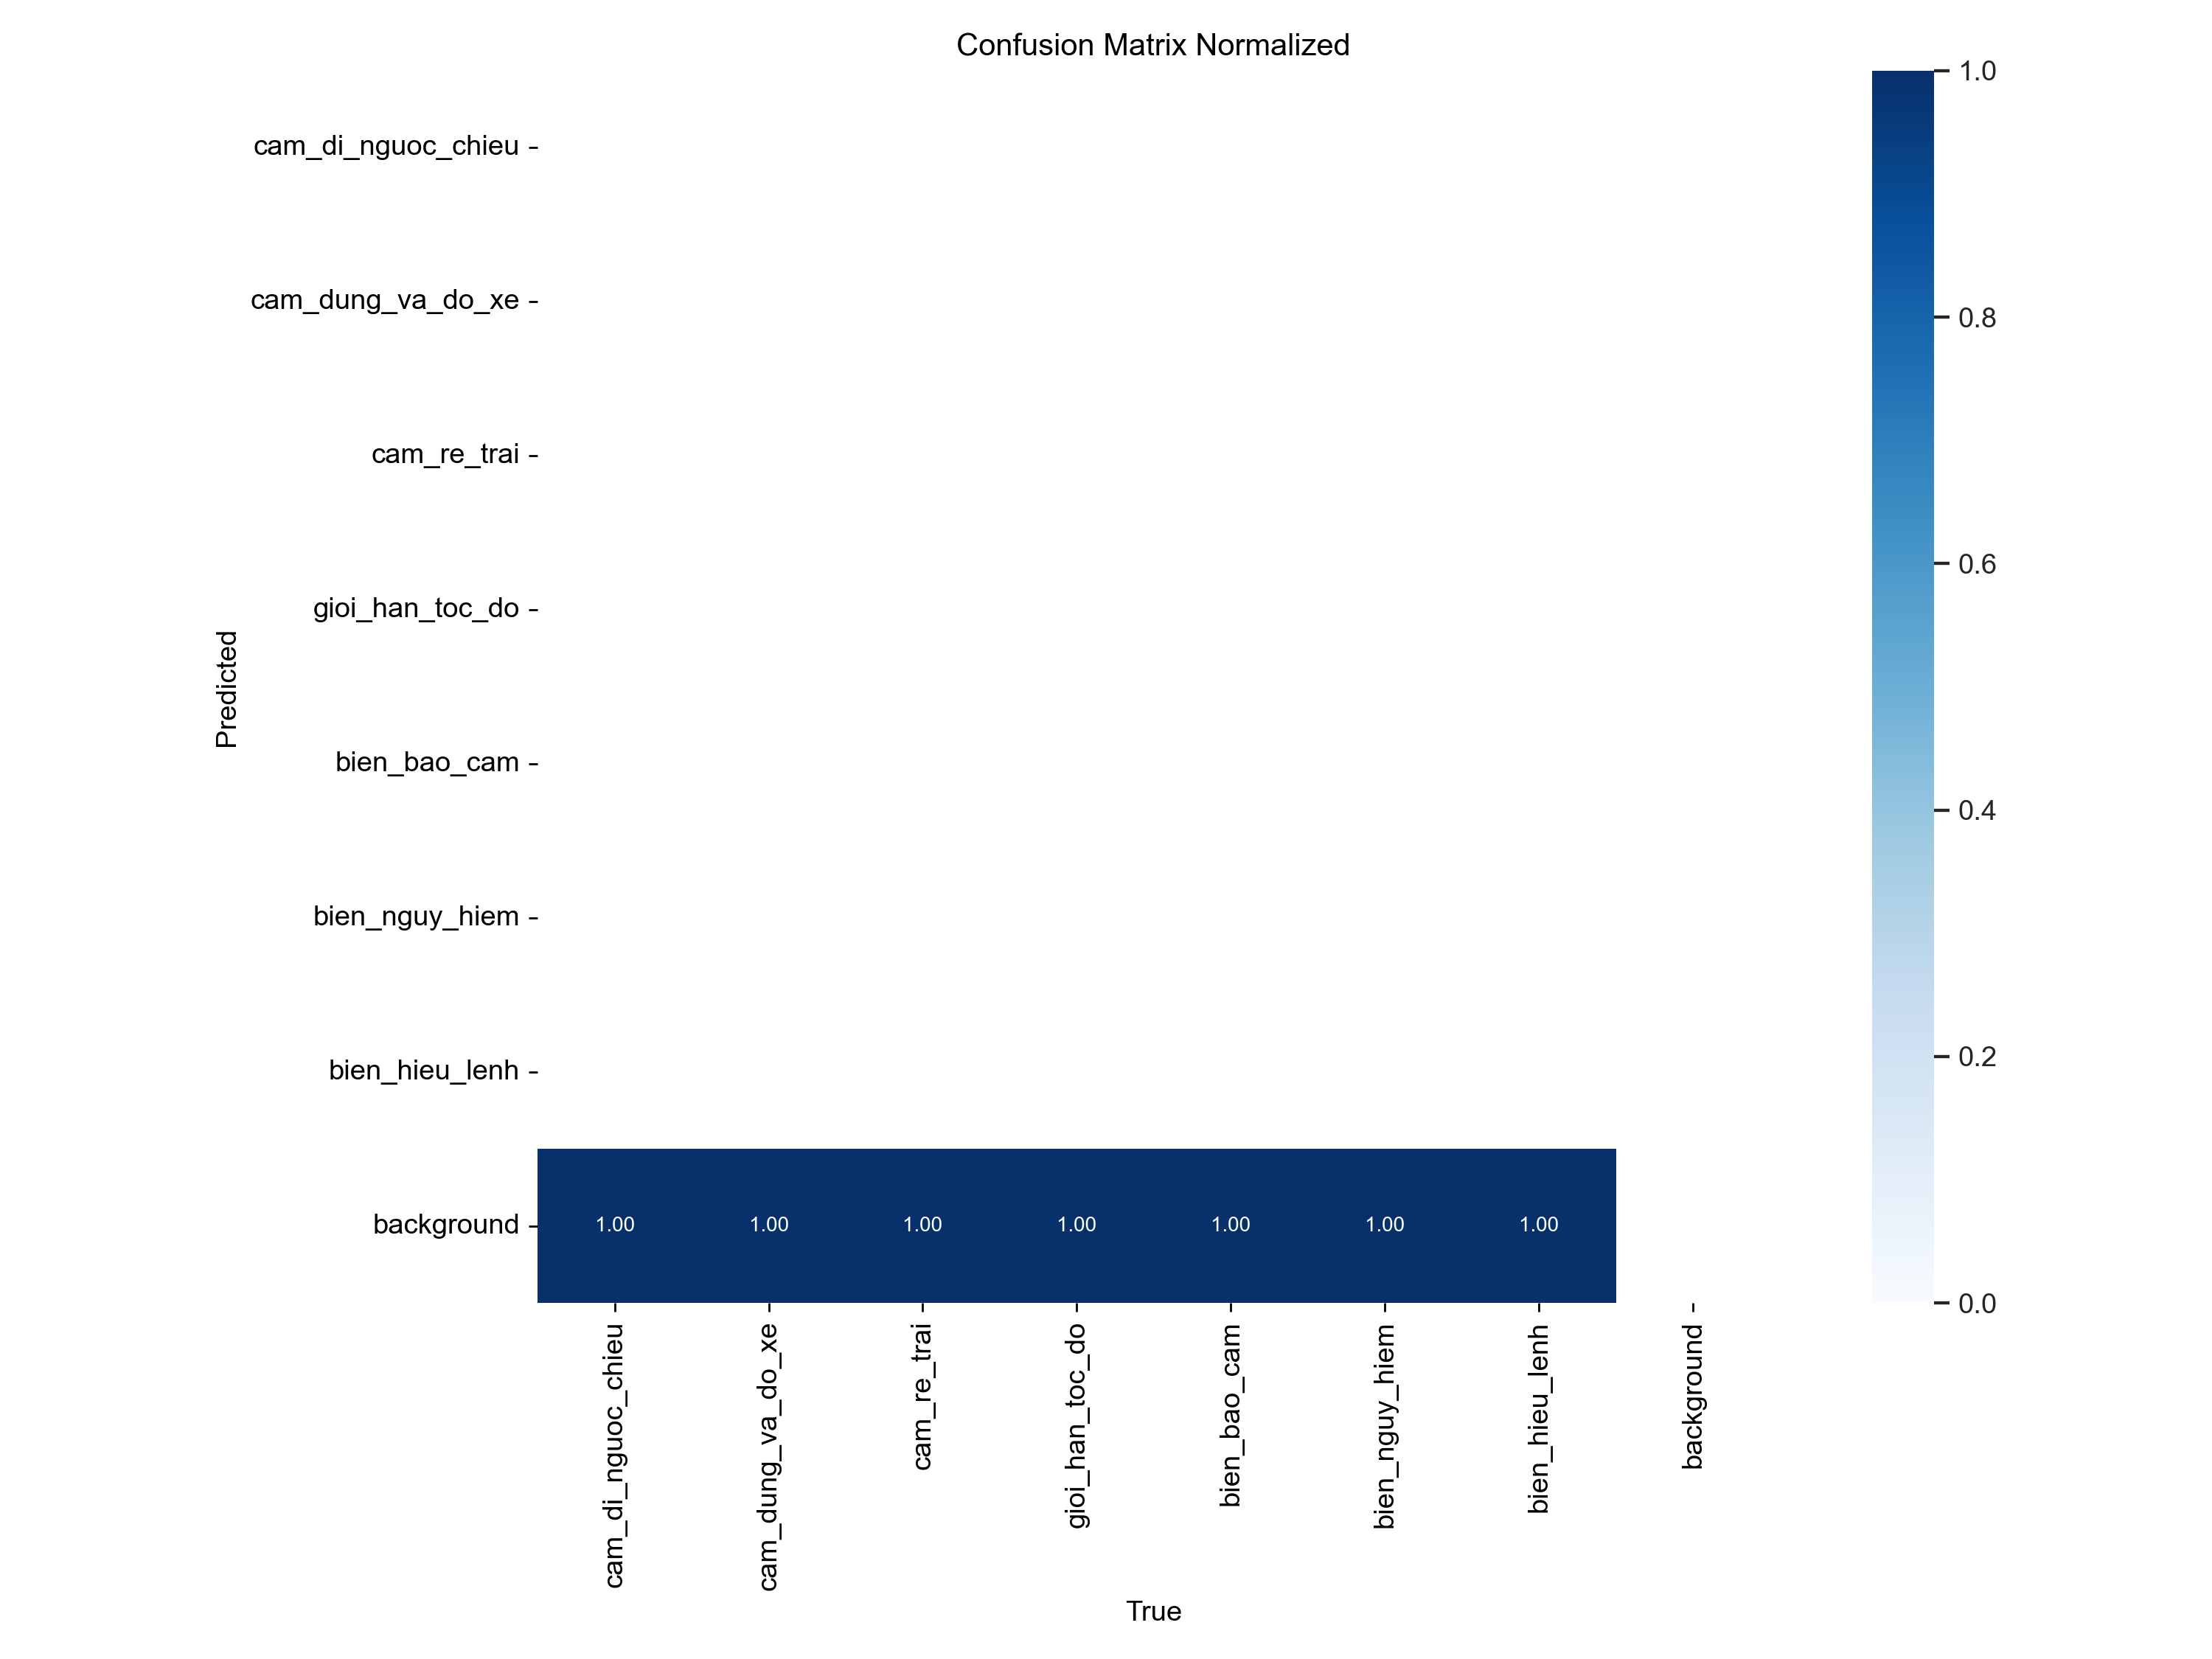 Confusion Matrix Normalized
1.0
0.8
0.6
0.4
0.2
0.0
Predicted
cam_di_nguoc_chieu
cam_dung_va_do_xe
cam_re_trai
gioi_han_toc_do
bien_bao_cam
bien_nguy_hiem
bien_hieu_lenh
background
1.00 1.00 1.00 1.00 1.00 1.00 1.00
cam_di_nguoc_chieu
cam_dung_va_do_xe
cam_re_trai
gioi_han_toc_do
bien_bao_cam
bien_nguy_hiem
bien_hieu_lenh
background
True